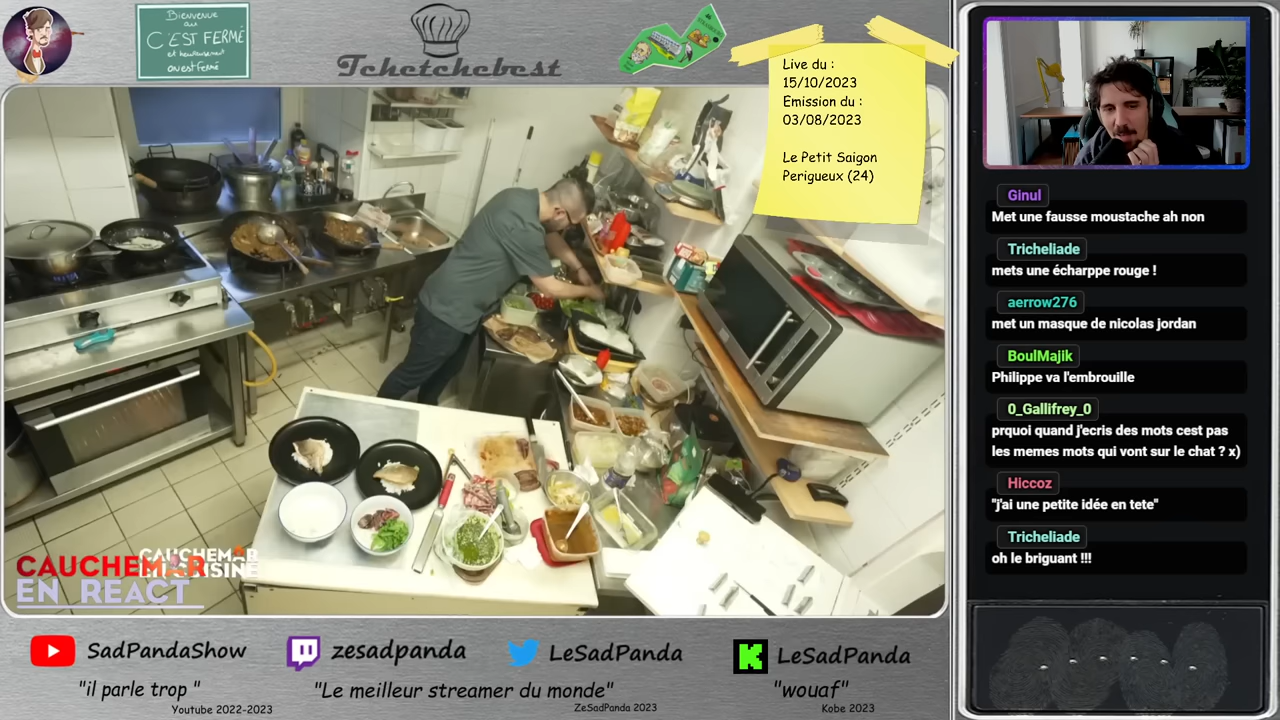 Bienvenue
au
C'EST FERMÉ
et heureusement
on est fermé
Tchetchebest
Live du :
15/10/2023
Emission du :
03/08/2023
Le Petit Saigon
Perigueux (24)
Ginul
Met une fausse moustache ah non
Tricheliade
mets une écharppe rouge !
aerrow276
met un masque de nicolas jordan
BoulMajik
Philippe va l'embrouille
0_Gallifrey_0
prquoi quand j'ecris des mots cest pas
les memes mots qui vont sur le chat ? x)
Hiccoz
"j'ai une petite idée en tete"
Tricheliade
oh le briguant !!!
CAUCHEMAR
EN REACT
CAUCHEMAR
EN CUISINE
SadPandaShow
zesadpanda
LeSadPanda
LeSadPanda
"il parle trop "
Youtube 2022-2023
"Le meilleur streamer du monde"
ZeSadPanda 2023
"wouaf"
Kobe 2023